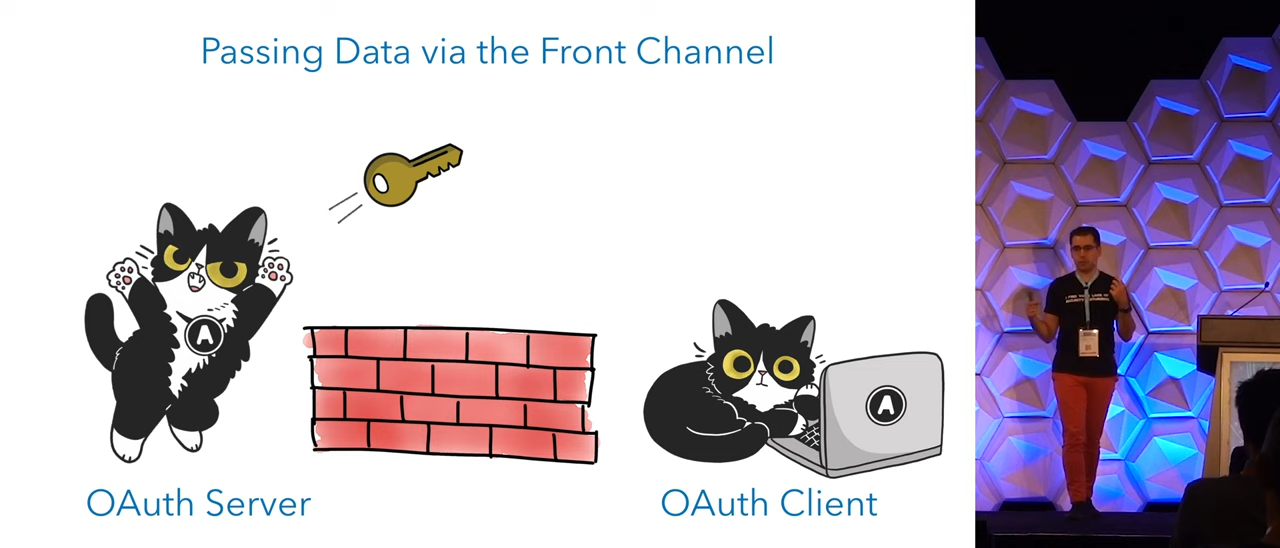 Passing Data via the Front Channel
A
A
OAuth Server
OAuth Client